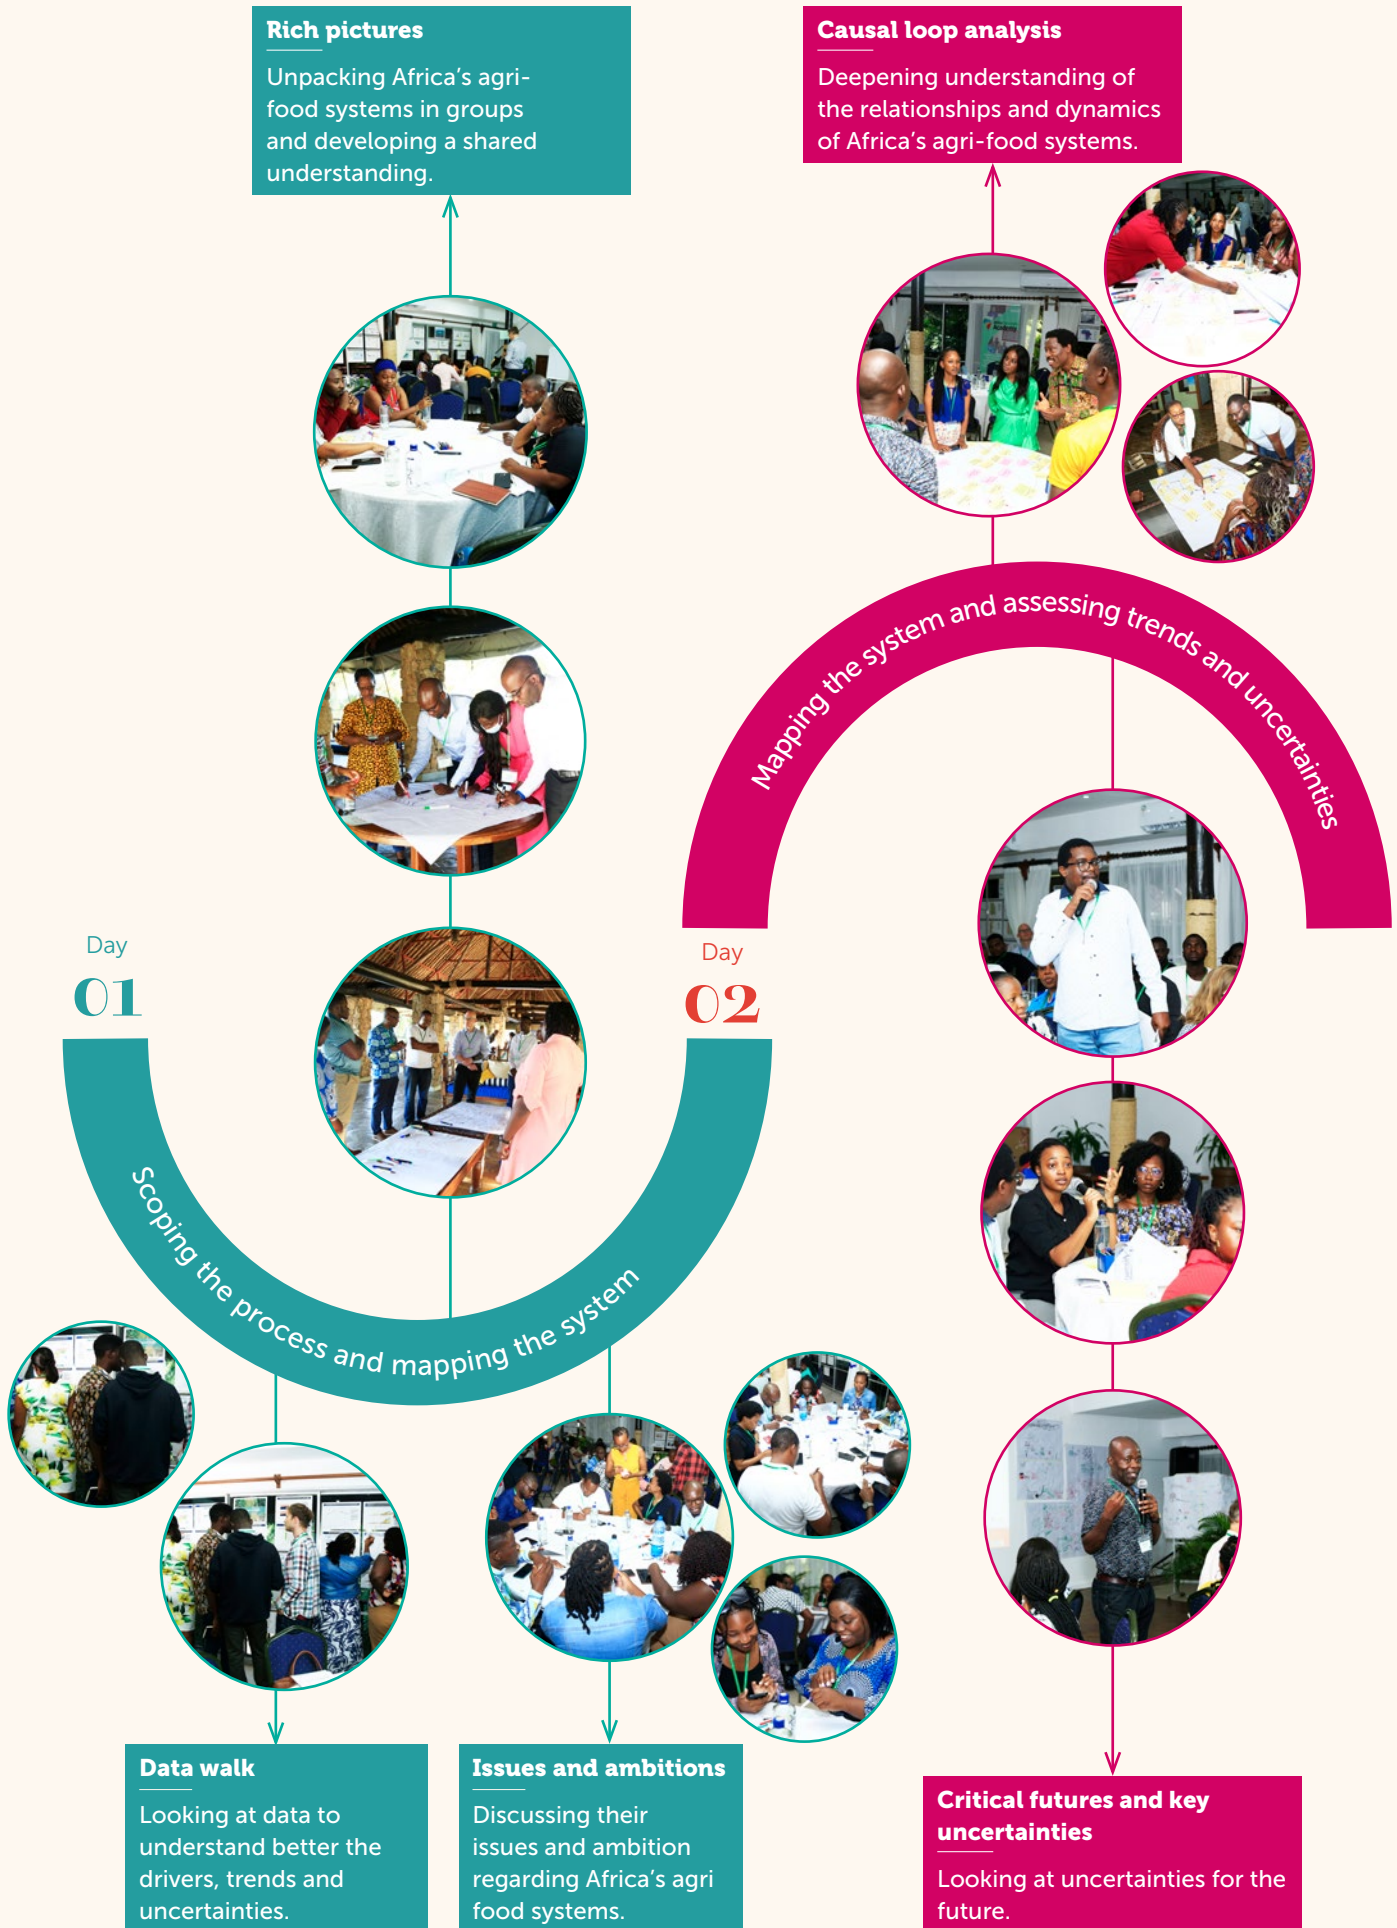 Rich pictures
Unpacking Africa's agri-
food systems in groups
and developing a shared
understanding.
Causal loop analysis
Deepening understanding of
the relationships and dynamics
of Africa's agri-food systems.
Mapping the system and assessing trends and uncertainties
Day
01
Day
02
Scoping the process and mapping the system
Data walk
Looking at data to
understand better the
drivers, trends and
uncertainties.
Issues and ambitions
Discussing their
issues and ambition
regarding Africa's agri
food systems.
Critical futures and key
uncertainties
Looking at uncertainties for the
future.